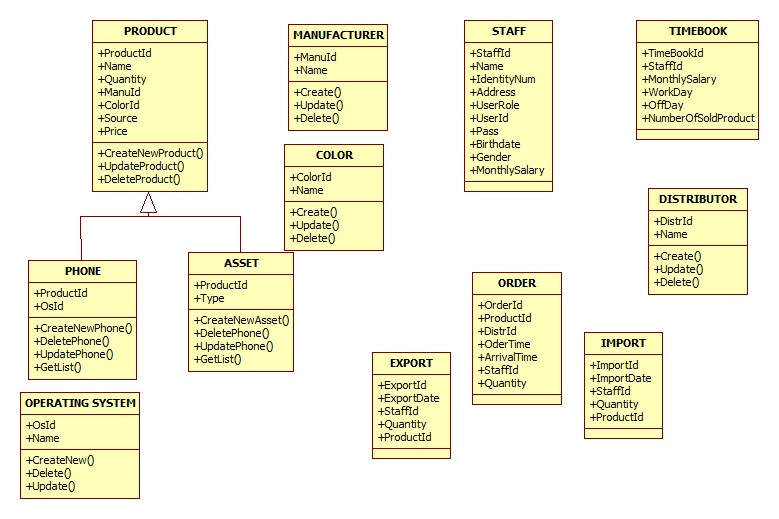 PRODUCT
+ProductId
+Name
+Quantity
+ManuId
+ColorId
+Source
+Price
+CreateNewProduct()
+UpdateProduct()
+DeleteProduct()
MANUFACTURER
+ManuId
+Name
+Create()
+Update()
+Delete()
COLOR
+ColorId
+Name
+Create()
+Update()
+Delete()
STAFF
+StaffId
+Name
+IdentityNum
+Address
+UserRole
+UserId
+Pass
+Birthdate
+Gender
+MonthlySalary
TIMEBOOK
+TimeBookId
+StaffId
+MonthlySalary
+WorkDay
+OffDay
+NumberOfSoldProduct
DISTRIBUTOR
+DistrId
+Name
+Create()
+Update()
+Delete()
PHONE
+ProductId
+OsId
+CreateNewPhone()
+DeletePhone()
+UpdatePhone()
+GetList()
ASSET
+ProductId
+Type
+CreateNewAsset()
+DeletePhone()
+UpdatePhone()
+GetList()
ORDER
+OrderId
+ProductId
+DistrId
+OderTime
+ArrivalTime
+StaffId
+Quantity
IMPORT
+ImportId
+ImportDate
+StaffId
+Quantity
+ProductId
EXPORT
+ExportId
+ExportDate
+StaffId
+Quantity
+ProductId
OPERATING SYSTEM
+OsId
+Name
+CreateNew()
+Delete()
+Update()